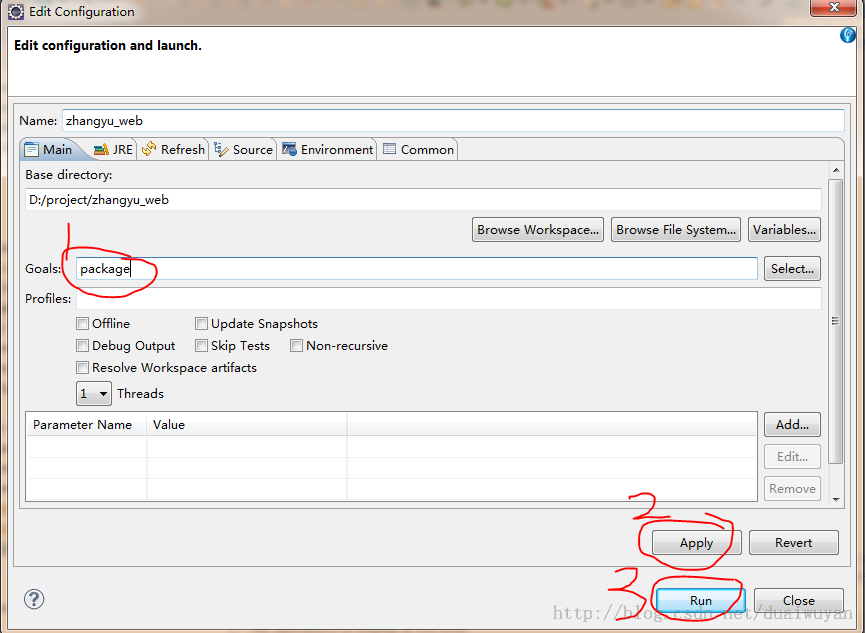 Edit Configuration
Edit configuration and launch.
Name: zhangyu_web
Main JRE Refresh Source Environment Common
Base directory:
D:/project/zhangyu_web
Browse Workspace... Browse File System... Variables...
1
Goals: package Select...
Profiles:
Offline Update Snapshots
Debug Output Skip Tests Non-recursive
Resolve Workspace artifacts
1 Threads
Parameter Name Value Add...
Edit...
Remove
2
Apply Revert
3
Run Close
http://blog.csdn.net/duaiwuyan